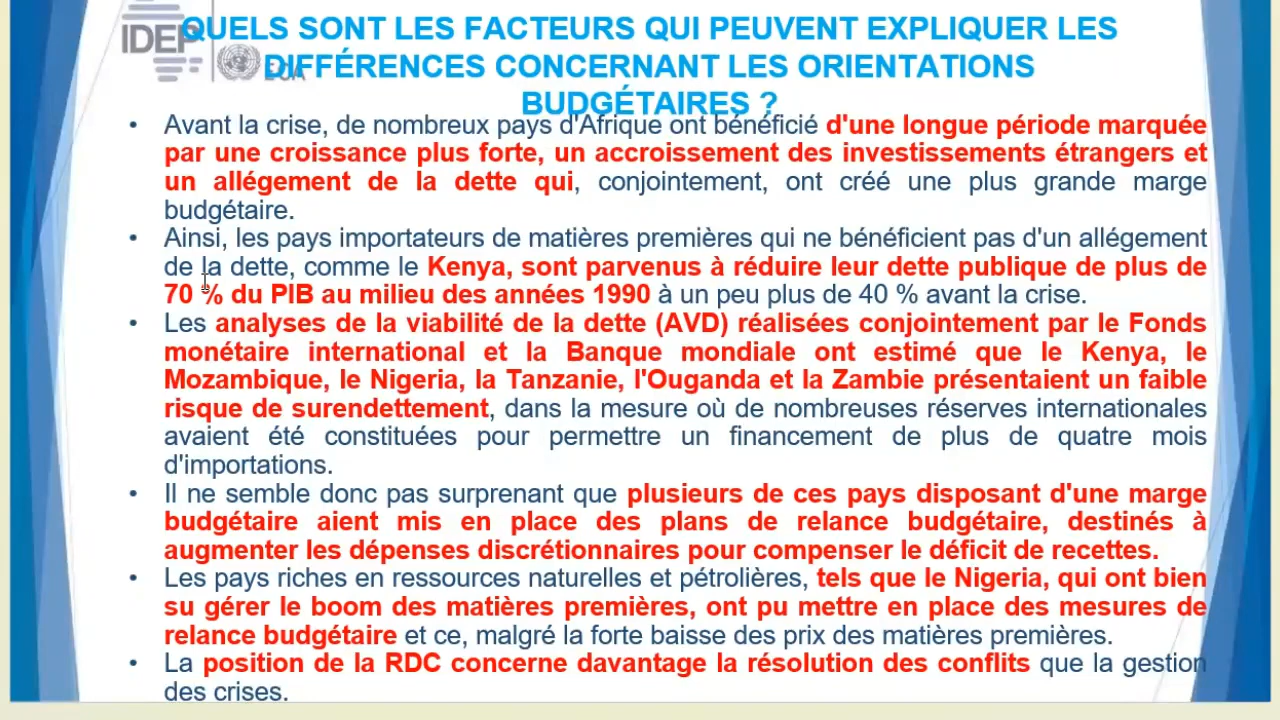 IDEP
ECA
QUELS SONT LES FACTEURS QUI PEUVENT EXPLIQUER LES
DIFFÉRENCES CONCERNANT LES ORIENTATIONS
BUDGÉTAIRES ?
• Avant la crise, de nombreux pays d'Afrique ont bénéficié d'une longue période marquée
par une croissance plus forte, un accroissement des investissements étrangers et
un allégement de la dette qui, conjointement, ont créé une plus grande marge
budgétaire.
• Ainsi, les pays importateurs de matières premières qui ne bénéficient pas d'un allégement
de la dette, comme le Kenya, sont parvenus à réduire leur dette publique de plus de
70 % du PIB au milieu des années 1990 à un peu plus de 40 % avant la crise.
• Les analyses de la viabilité de la dette (AVD) réalisées conjointement par le Fonds
monétaire international et la Banque mondiale ont estimé que le Kenya, le
Mozambique, le Nigeria, la Tanzanie, l'Ouganda et la Zambie présentaient un faible
risque de surendettement, dans la mesure où de nombreuses réserves internationales
avaient été constituées pour permettre un financement de plus de quatre mois
d'importations.
• Il ne semble donc pas surprenant que plusieurs de ces pays disposant d'une marge
budgétaire aient mis en place des plans de relance budgétaire, destinés à
augmenter les dépenses discrétionnaires pour compenser le déficit de recettes.
• Les pays riches en ressources naturelles et pétrolières, tels que le Nigeria, qui ont bien
su gérer le boom des matières premières, ont pu mettre en place des mesures de
relance budgétaire et ce, malgré la forte baisse des prix des matières premières.
• La position de la RDC concerne davantage la résolution des conflits que la gestion
des crises.